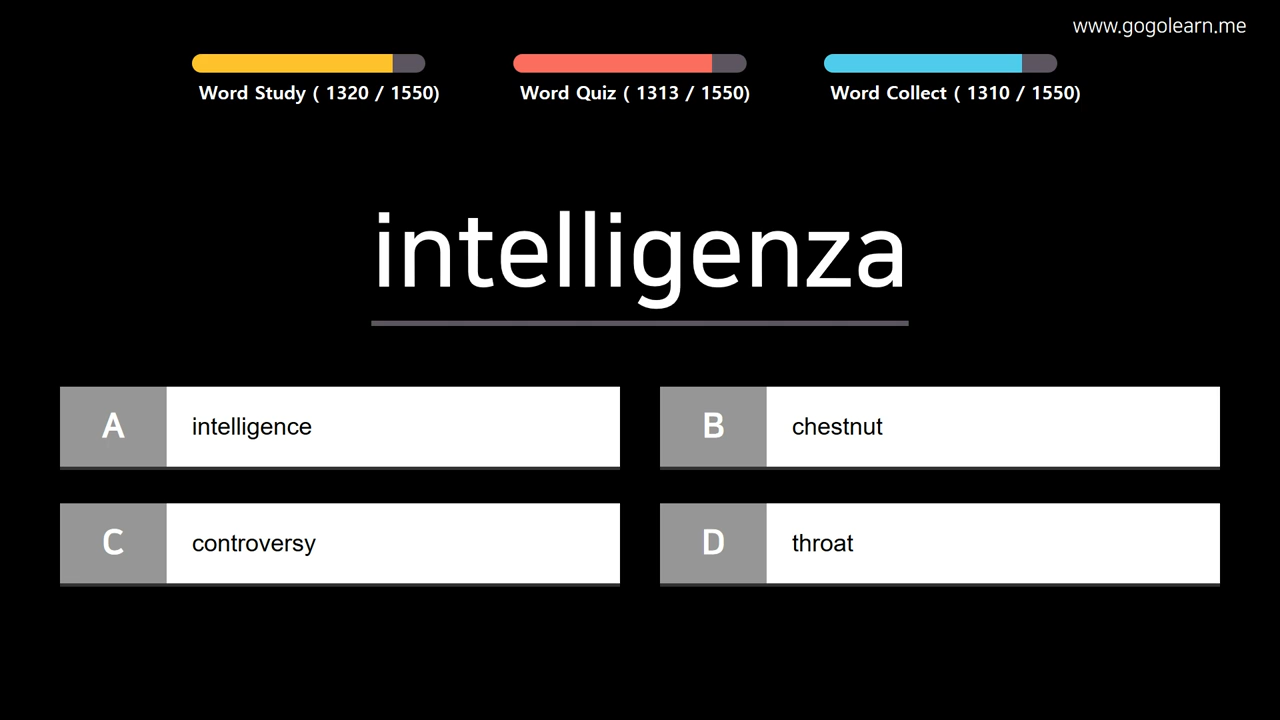 www.gogolearn.me
Word Study ( 1320 / 1550)
Word Quiz ( 1313 / 1550)
Word Collect ( 1310 / 1550)
intelligenza
A intelligence
B chestnut
C controversy
D throat